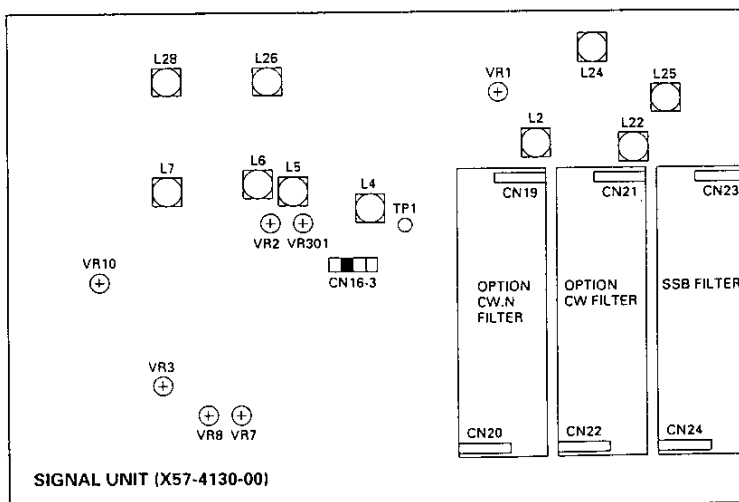 L28
L26
VR1
L24
L25
L2
L22
L7
L6
L5
L4
TP1
CN19
CN21
CN23
VR2
VR301
VR10
CN16-3
OPTION
CW.N
FILTER
OPTION
CW FILTER
SSB FILTER
VR3
VR8
VR7
CN20
CN22
CN24
SIGNAL UNIT (X57-4130-00)